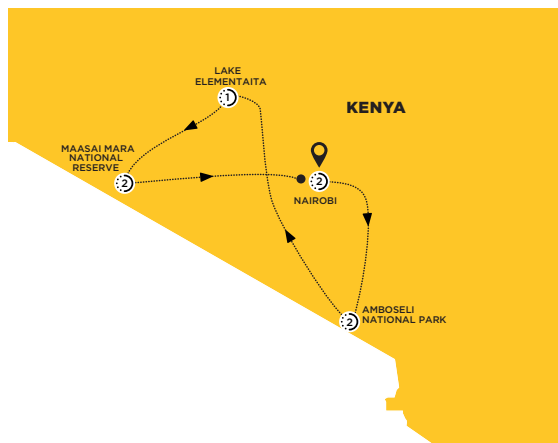 LAKE
ELEMENTAITA
1
KENYA
MAASAI MARA
NATIONAL
RESERVE
2
2
NAIROBI
AMBOSELI
NATIONAL PARK
2